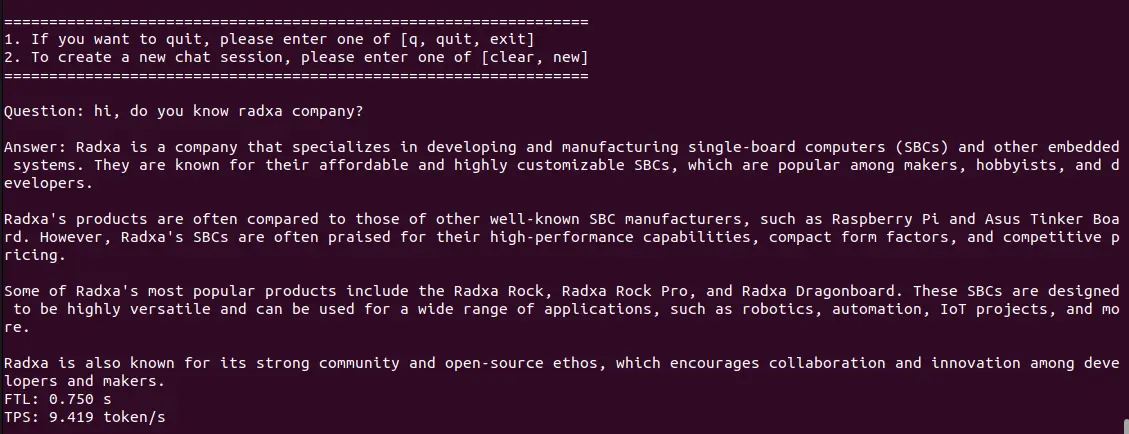 =================================================================
1. If you want to quit, please enter one of [q, quit, exit]
2. To create a new chat session, please enter one of [clear, new]
=================================================================
Question: hi, do you know radxa company?
Answer: Radxa is a company that specializes in developing and manufacturing single-board computers (SBCs) and other embedded
 systems. They are known for their affordable and highly customizable SBCs, which are popular among makers, hobbyists, and d
evelopers.
Radxa's products are often compared to those of other well-known SBC manufacturers, such as Raspberry Pi and Asus Tinker Boa
rd. However, Radxa's SBCs are often praised for their high-performance capabilities, compact form factors, and competitive p
ricing.
Some of Radxa's most popular products include the Radxa Rock, Radxa Rock Pro, and Radxa Dragonboard. These SBCs are designed
 to be highly versatile and can be used for a wide range of applications, such as robotics, automation, IoT projects, and mo
re.
Radxa is also known for its strong community and open-source ethos, which encourages collaboration and innovation among deve
lopers and makers.
FTL: 0.750 s
TPS: 9.419 token/s